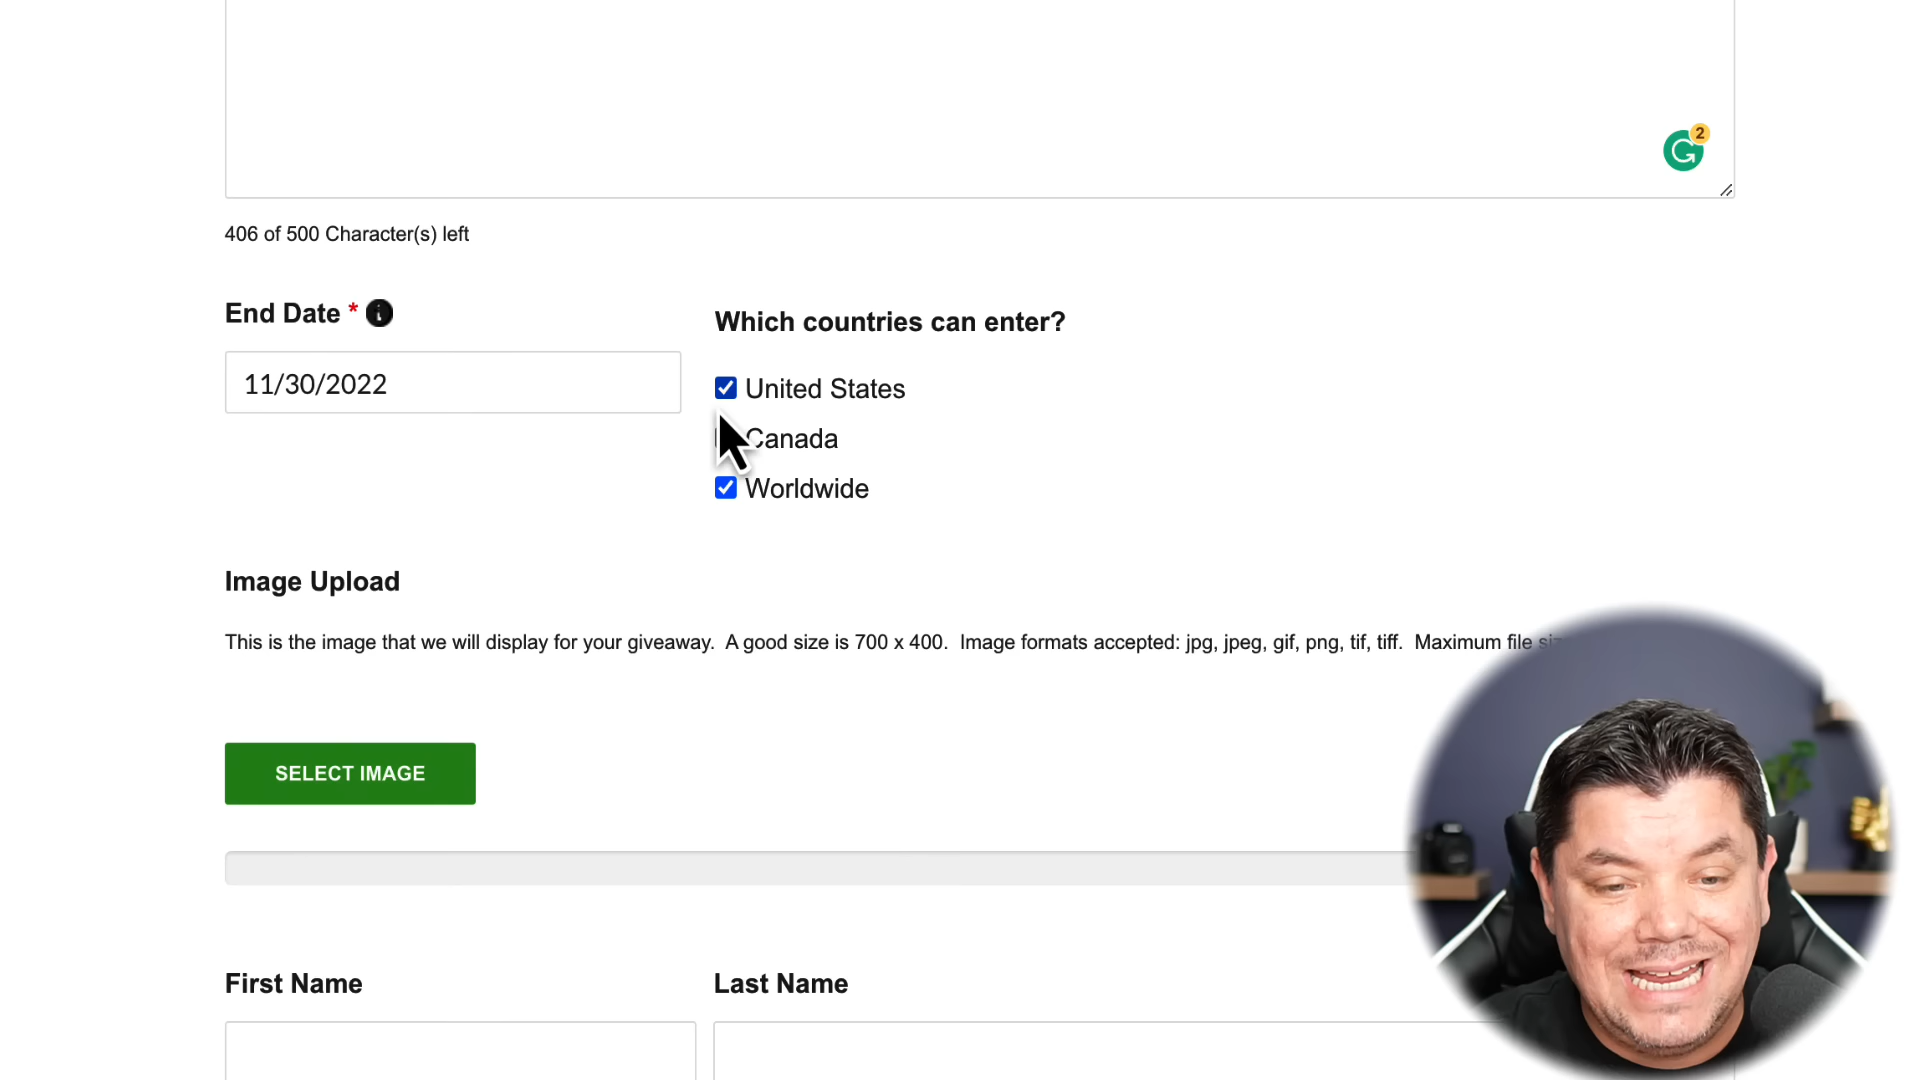 2
406 of 500 Character(s) left
End Date *
Which countries can enter?
11/30/2022
United States
Canada
Worldwide
Image Upload
This is the image that we will display for your giveaway. A good size is 700 x 400. Image formats accepted: jpg, jpeg, gif, png, tif, tiff. Maximum file
SELECT IMAGE
First Name
Last Name